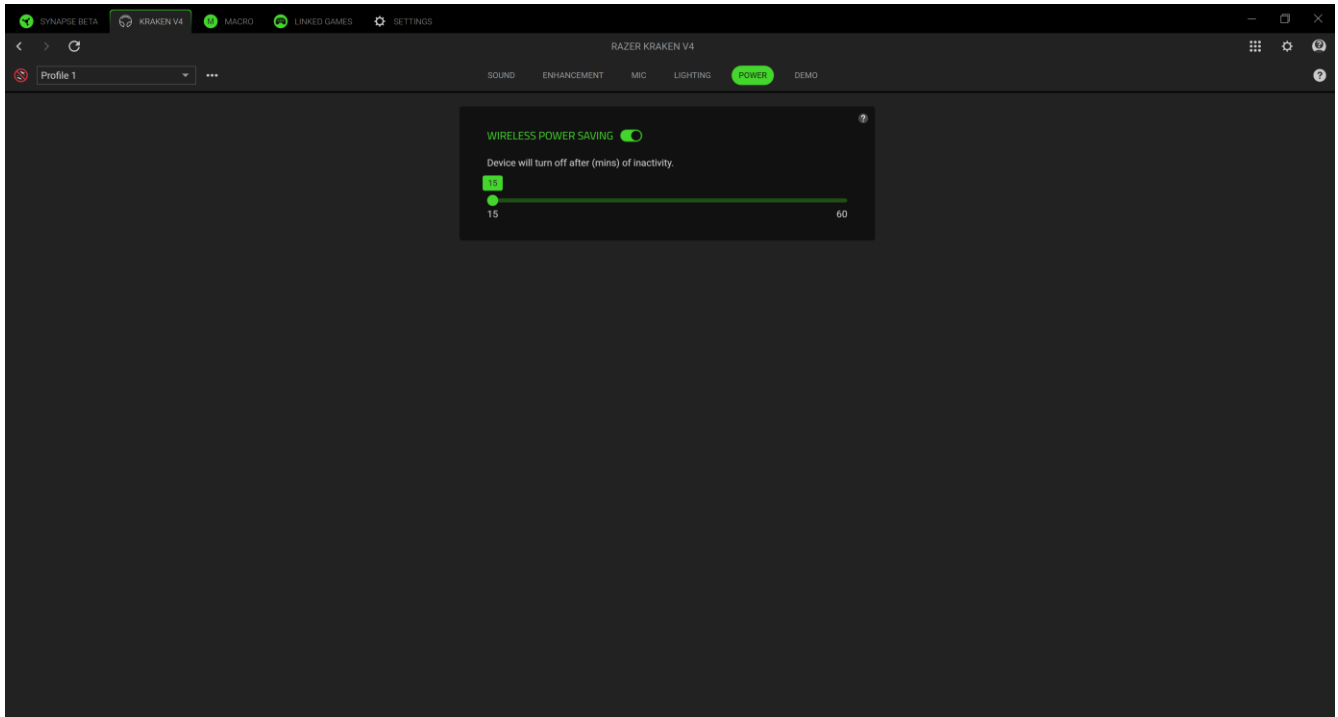 SYNAPSE BETA KRAKEN V4 M MACRO LINKED GAMES SETTINGS
RAZER KRAKEN V4
Profile 1 SOUND ENHANCEMENT MIC LIGHTING POWER DEMO ?
?
WIRELESS POWER SAVING
Device will turn off after (mins) of inactivity.
15
15 60